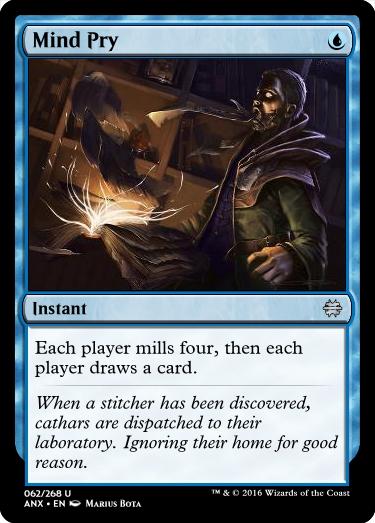 Mind Pry
Instant
Each player mills four, then each
player draws a card.
When a stitcher has been discovered,
cathars are dispatched to their
laboratory. Ignoring their home for good
reason.
062/268 U
ANX • EN Marius Bota
™ & © 2016 Wizards of the Coast